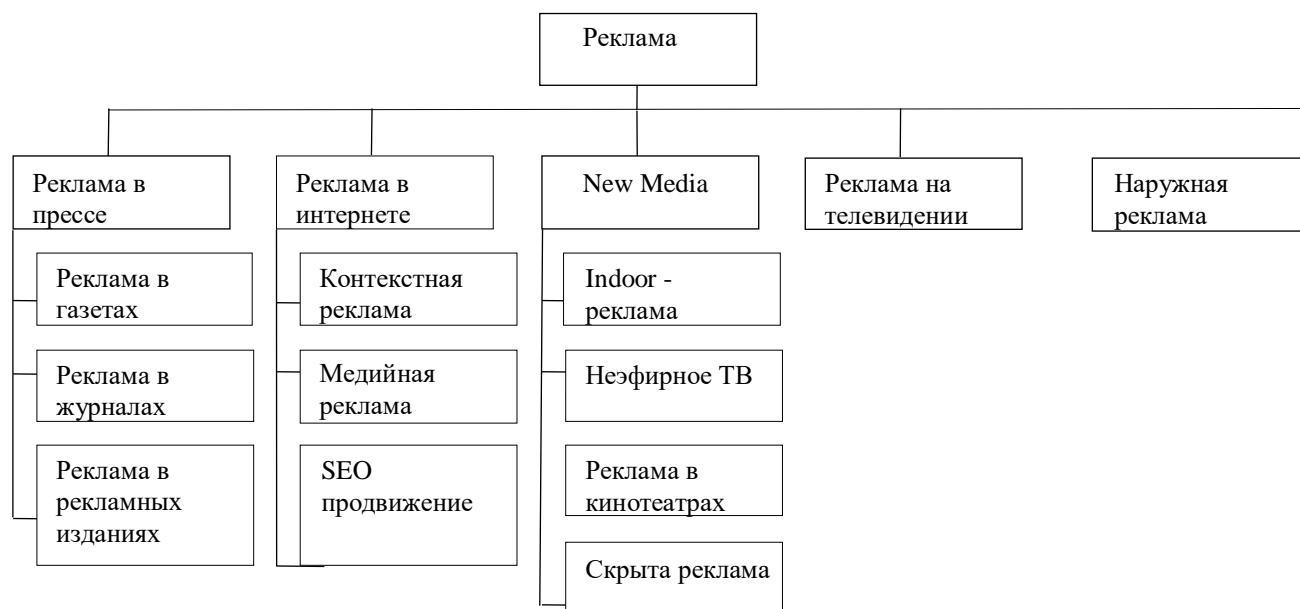 Реклама
Реклама в
прессе
Реклама в
интернете
New Media
Реклама на
телевидении
Наружная
реклама
Реклама в
газетах
Контекстная
реклама
Indoor -
реклама
Реклама в
журналах
Медийная
реклама
Неэфирное ТВ
Реклама в
рекламных
изданиях
SEO
продвижение
Реклама в
кинотеатрах
Скрыта реклама